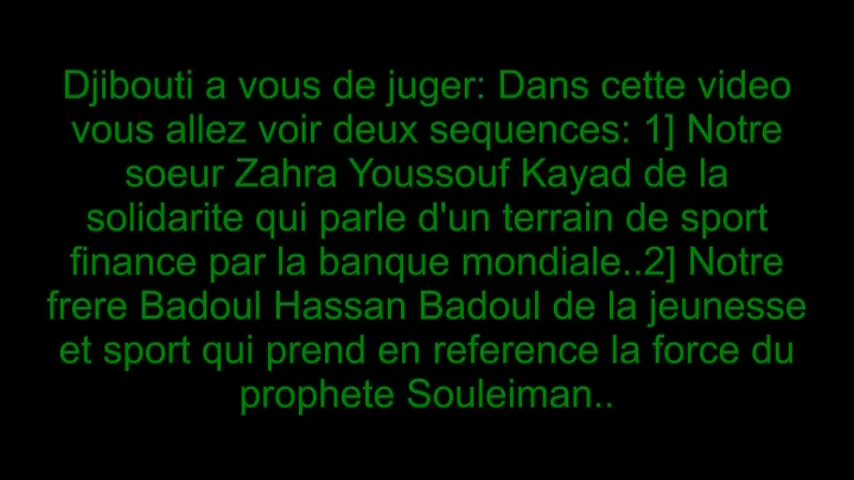 Djibouti a vous de juger: Dans cette video
vous allez voir deux sequences: 1] Notre
soeur Zahra Youssouf Kayad de la
solidarite qui parle d'un terrain de sport
finance par la banque mondiale..2] Notre
frere Badoul Hassan Badoul de la jeunesse
et sport qui prend en reference la force du
prophete Souleiman..